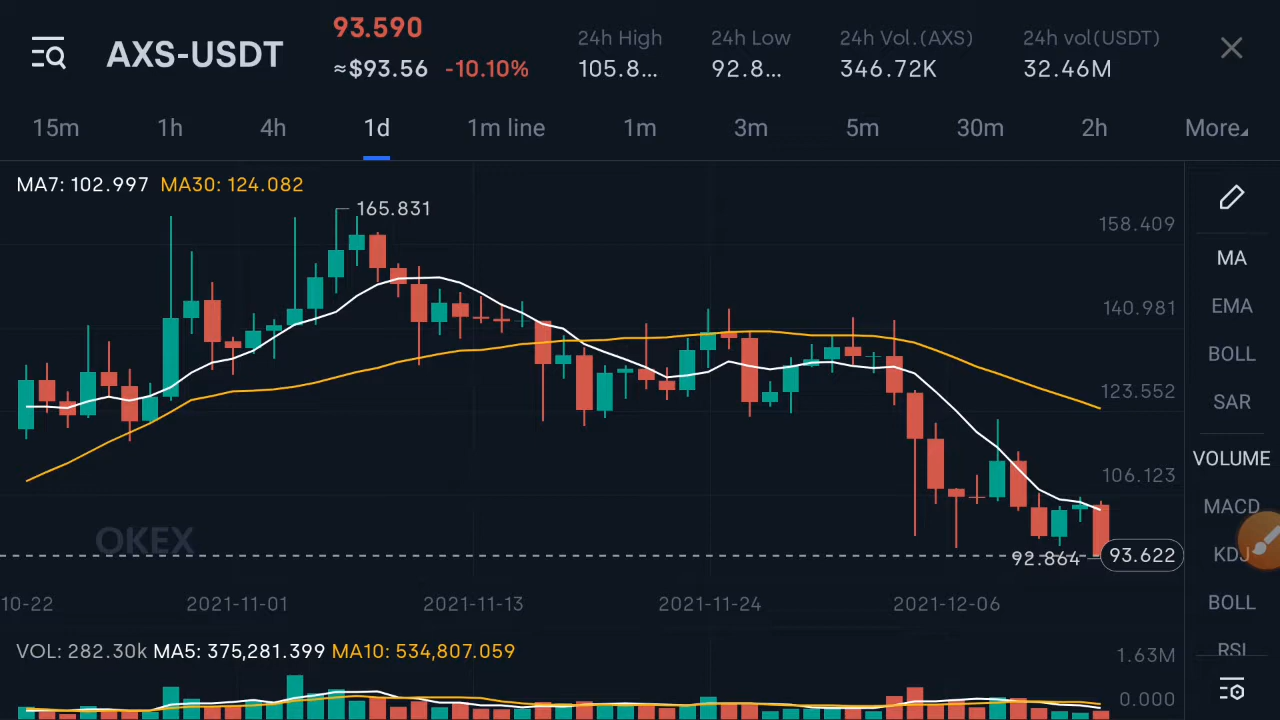 AXS-USDT
93.590
≈$93.56 -10.10%
24h High
105.8...
24h Low
92.8...
24h Vol.(AXS)
346.72K
24h vol(USDT)
32.46M
15m 1h 4h 1d 1m line 1m 3m 5m 30m 2h More
MA7: 102.997 MA30: 124.082
165.831
158.409
140.981
123.552
106.123
92.864
93.622
OKEX
10-22 2021-11-01 2021-11-13 2021-11-24 2021-12-06
VOL: 282.30k MA5: 375,281.399 MA10: 534,807.059
1.63M
0.000
MA
EMA
BOLL
SAR
VOLUME
MACD
KDJ
BOLL
RSI